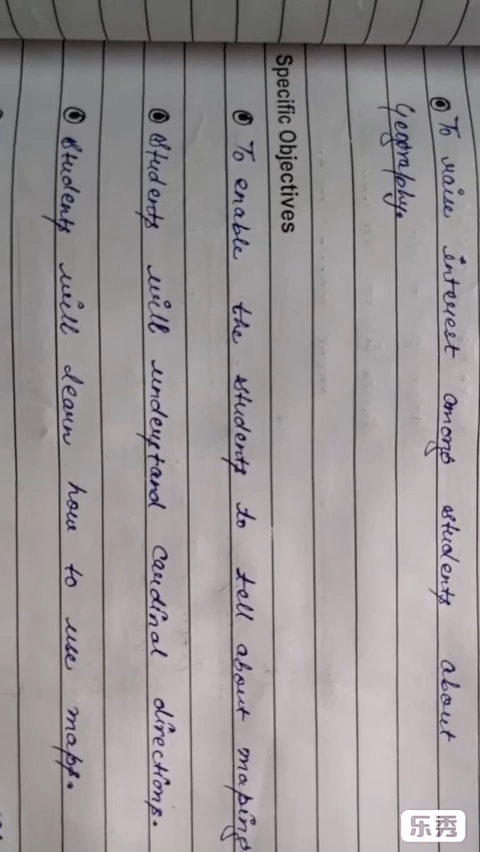 To raise interest among students about
Geography.
Specific Objectives
To enable the students to tell about maping
Students will understand cardinal directions.
Students will learn how to use maps.
乐秀